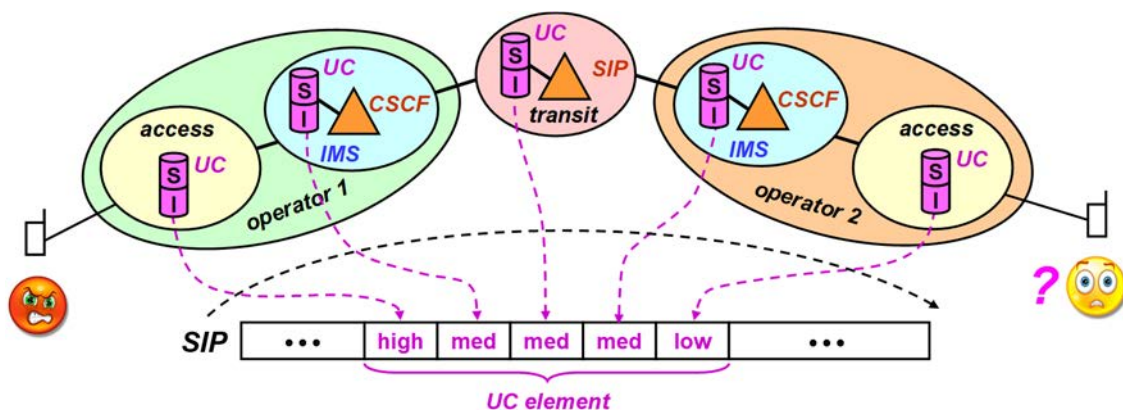 UC
S
I
CSCF
IMS
access
UC
S
I
operator 1
UC
S
I
SIP
transit
UC
S
I
CSCF
IMS
access
UC
S
I
operator 2
?
SIP
••• high med med med low •••
UC element